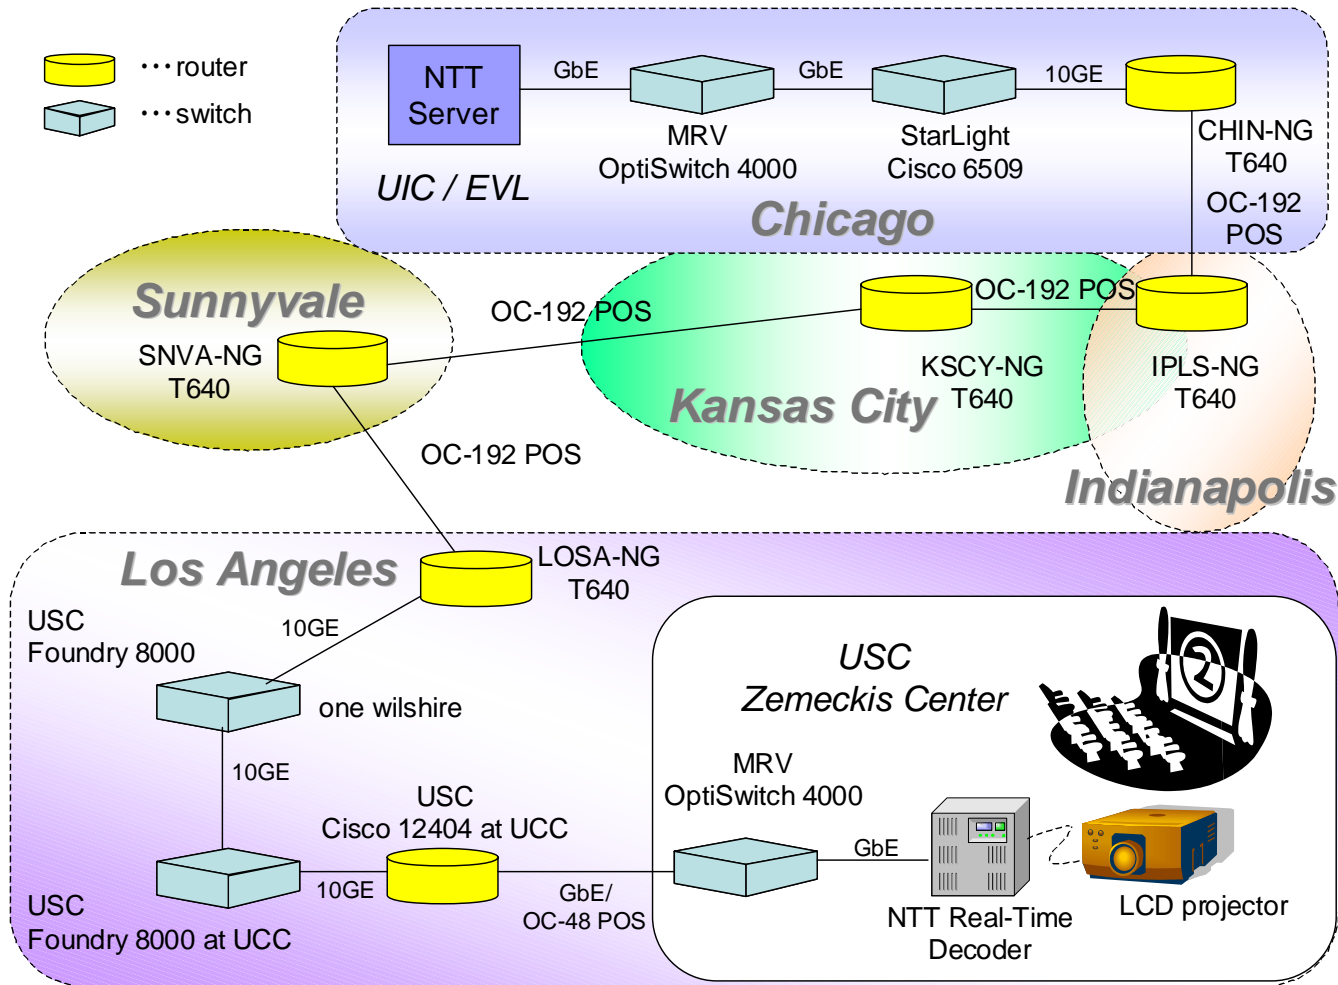 ···router
···switch
NTT
Server
GbE
GbE
10GE
MRV
OptiSwitch 4000
StarLight
Cisco 6509
CHIN-NG
T640
UIC / EVL
Chicago
OC-192
POS
Sunnyvale
SNVA-NG
T640
OC-192 POS
OC-192 POS
KSCY-NG
T640
IPLS-NG
T640
Kansas City
OC-192 POS
Indianapolis
Los Angeles
LOSA-NG
T640
USC
Foundry 8000
10GE
one wilshire
10GE
USC
Zemeckis Center
2
USC
Cisco 12404 at UCC
MRV
OptiSwitch 4000
10GE
GbE/
OC-48 POS
GbE
USC
Foundry 8000 at UCC
NTT Real-Time
Decoder
LCD projector